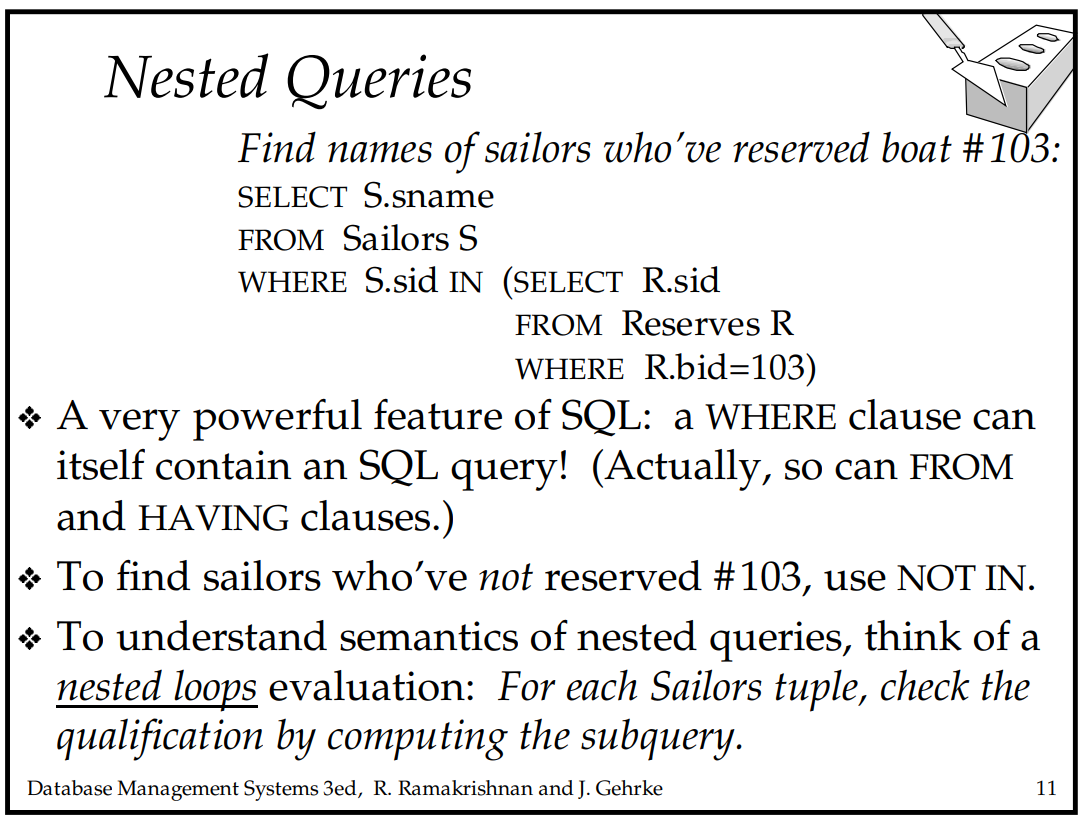 Nested Queries
Find names of sailors who’ve reserved boat #103:
SELECT S.sname
FROM Sailors S
WHERE S.sid IN (SELECT R.sid
FROM Reserves R
WHERE R.bid=103)
❖ A very powerful feature of SQL: a WHERE clause can
itself contain an SQL query! (Actually, so can FROM
and HAVING clauses.)
❖ To find sailors who’ve not reserved #103, use NOT IN.
❖ To understand semantics of nested queries, think of a
nested loops evaluation: For each Sailors tuple, check the
qualification by computing the subquery.
Database Management Systems 3ed, R. Ramakrishnan and J. Gehrke 11